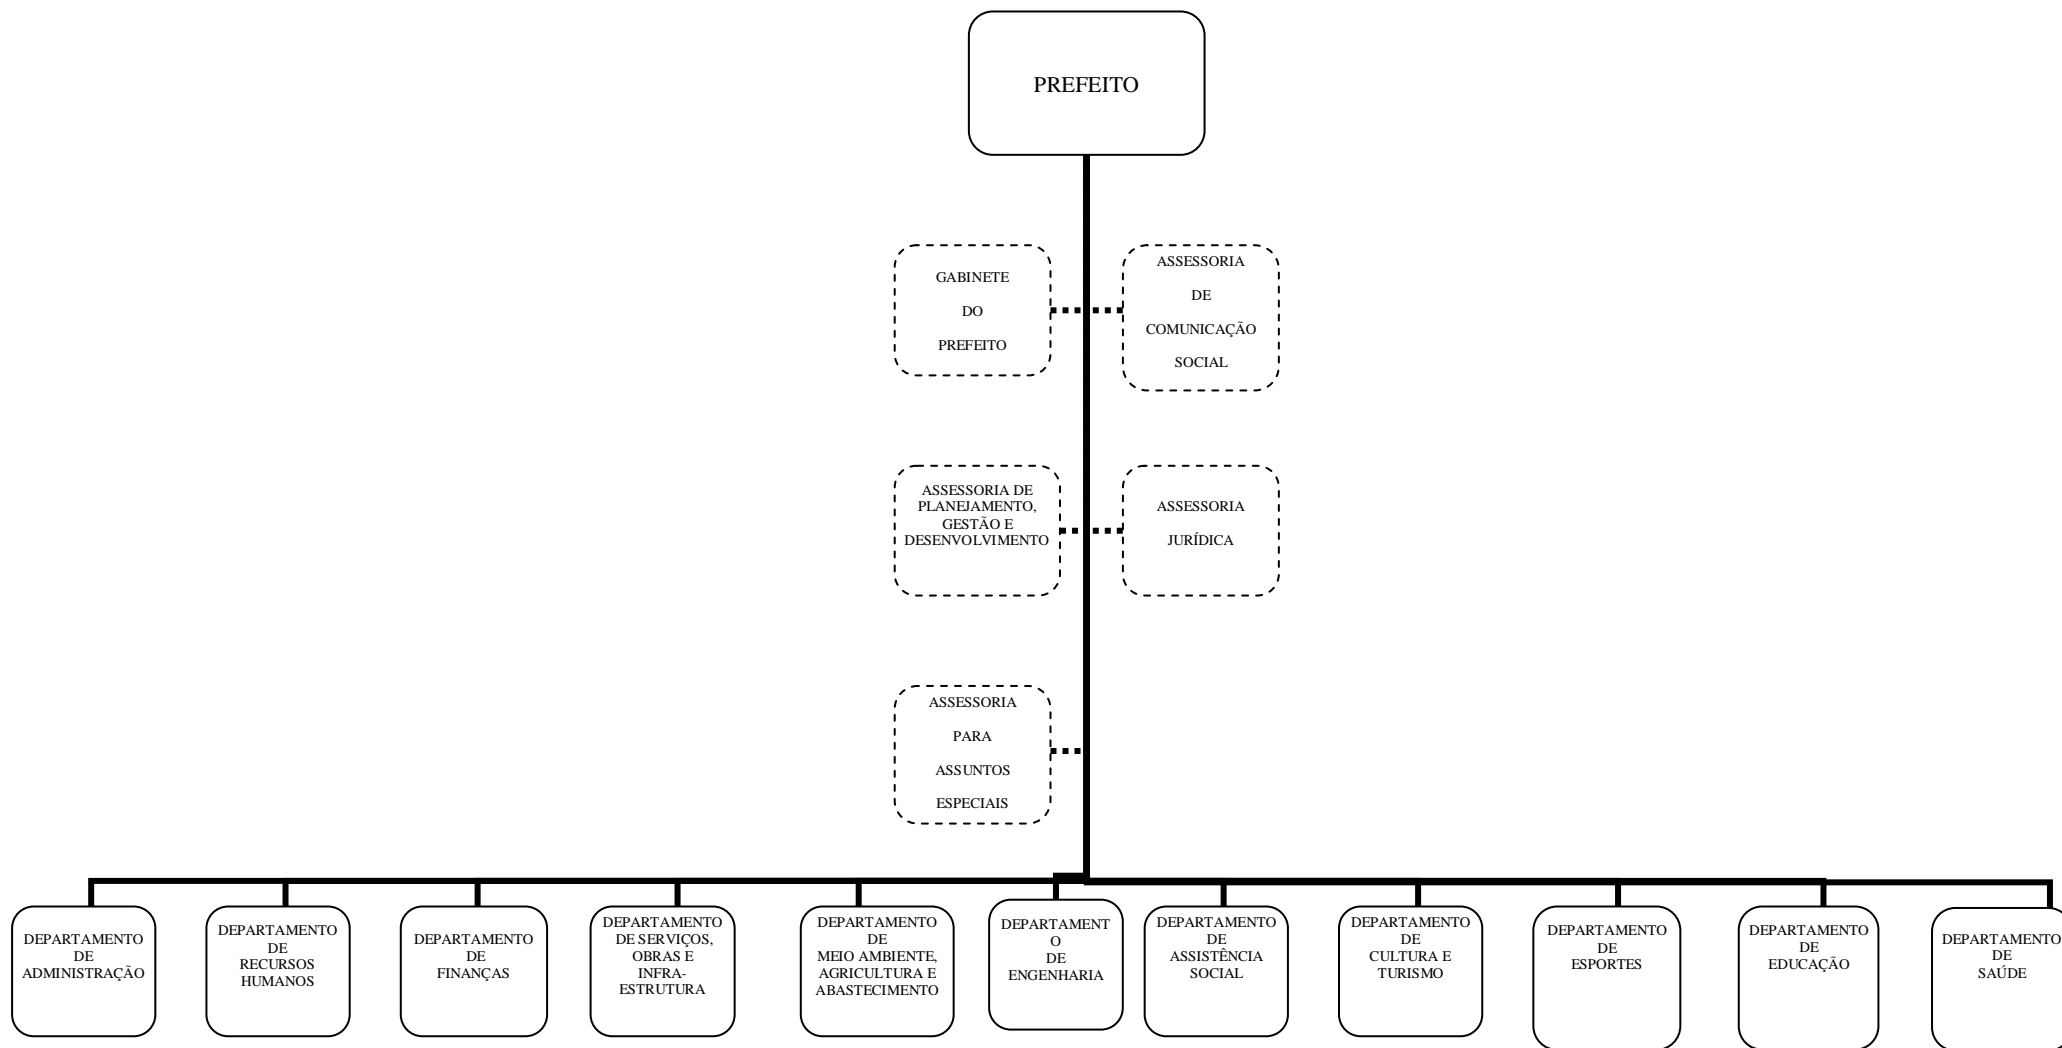 PREFEITO
GABINETE
DO
PREFEITO
ASSESSORIA
DE
COMUNICAÇÃO
SOCIAL
ASSESSORIA DE
PLANEJAMENTO,
GESTÃO E
DESENVOLVIMENTO
ASSESSORIA
JURÍDICA
ASSESSORIA
PARA
ASSUNTOS
ESPECIAIS
DEPARTAMENTO
DE
ADMINISTRAÇÃO
DEPARTAMENTO
DE
RECURSOS
HUMANOS
DEPARTAMENTO
DE
FINANÇAS
DEPARTAMENTO
DE SERVIÇOS,
OBRAS E
INFRA-
ESTRUTURA
DEPARTAMENTO
DE
MEIO AMBIENTE,
AGRICULTURA E
ABASTECIMENTO
DEPARTAMENT
O
DE
ENGENHARIA
DEPARTAMENTO
DE
ASSISTÊNCIA
SOCIAL
DEPARTAMENTO
DE
CULTURA E
TURISMO
DEPARTAMENTO
DE
ESPORTES
DEPARTAMENTO
DE
EDUCAÇÃO
DEPARTAMENTO
DE
SAÚDE